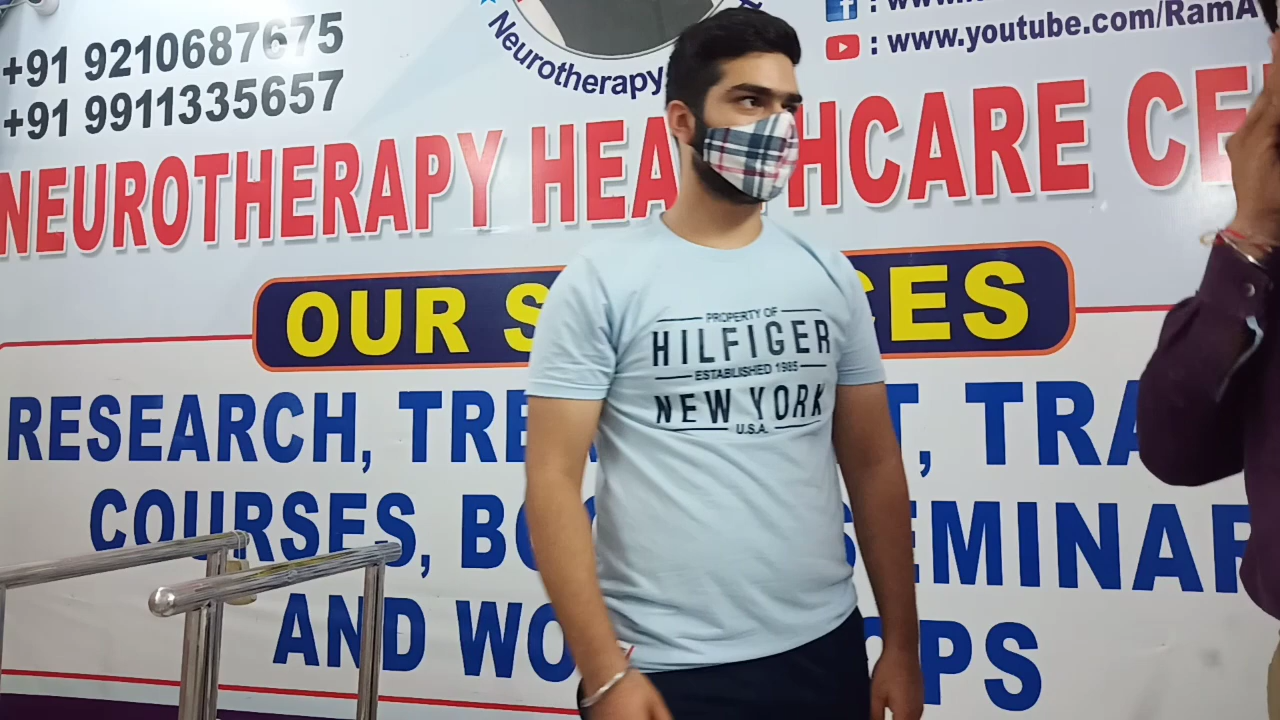 +91 9210687675
+91 9911335657
Neurotherapy
: www.youtube.com/RamA
NEUROTHERAPY HEA HCARE CE
OUR S CES
RESEARCH, TRE T, TRA
COURSES, BO SEMINAR
AND WO OPS
PROPERTY OF
HILFIGER
ESTABLISHED 1985
NEW YORK
U.S.A.